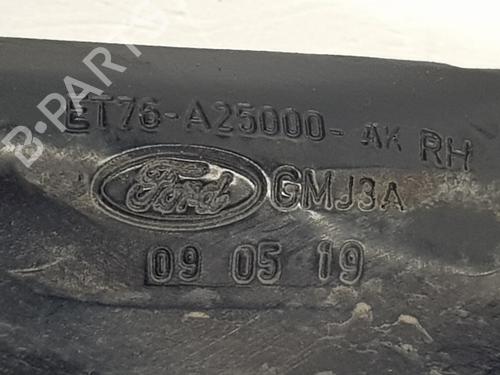 ET76-A25000-AK RH
Ford GMJ3A
09 05 19
B-PARTS